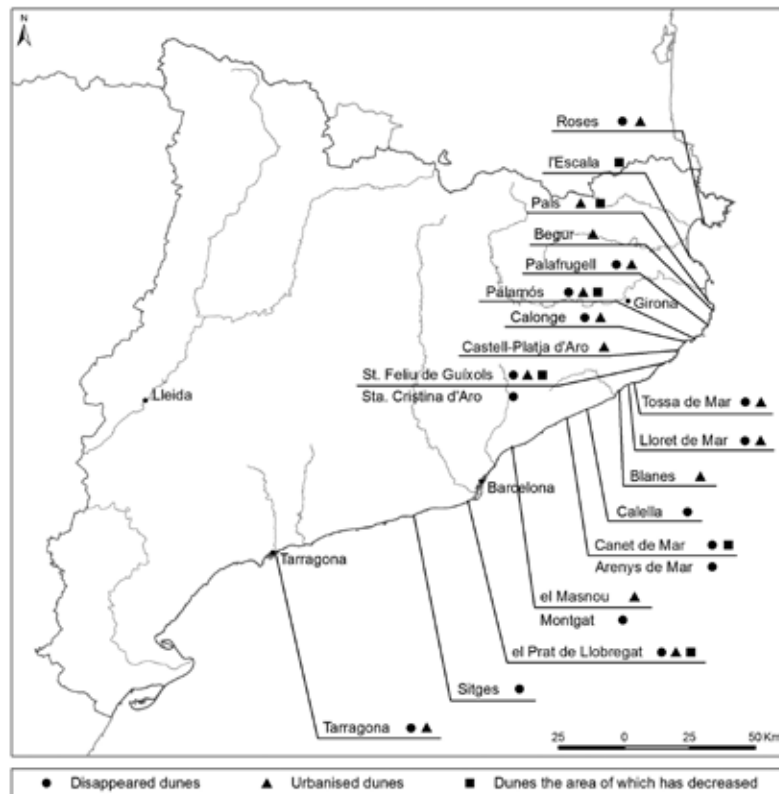 N
Roses
l'Escala
Pals
Begur
Palafrugell
Palamós
Girona
Calonge
Castell-Platja d'Aro
St. Feliu de Guíxols
Sta. Cristina d'Aro
Lleida
Tossa de Mar
Lloret de Mar
Blanes
Barcelona
Calella
Canet de Mar
Arenys de Mar
Tarragona
el Masnou
Montgat
el Prat de Llobregat
Sitges
Tarragona
25 0 25 50 Km
Disappeared dunes Urbanised dunes Dunes the area of which has decreased